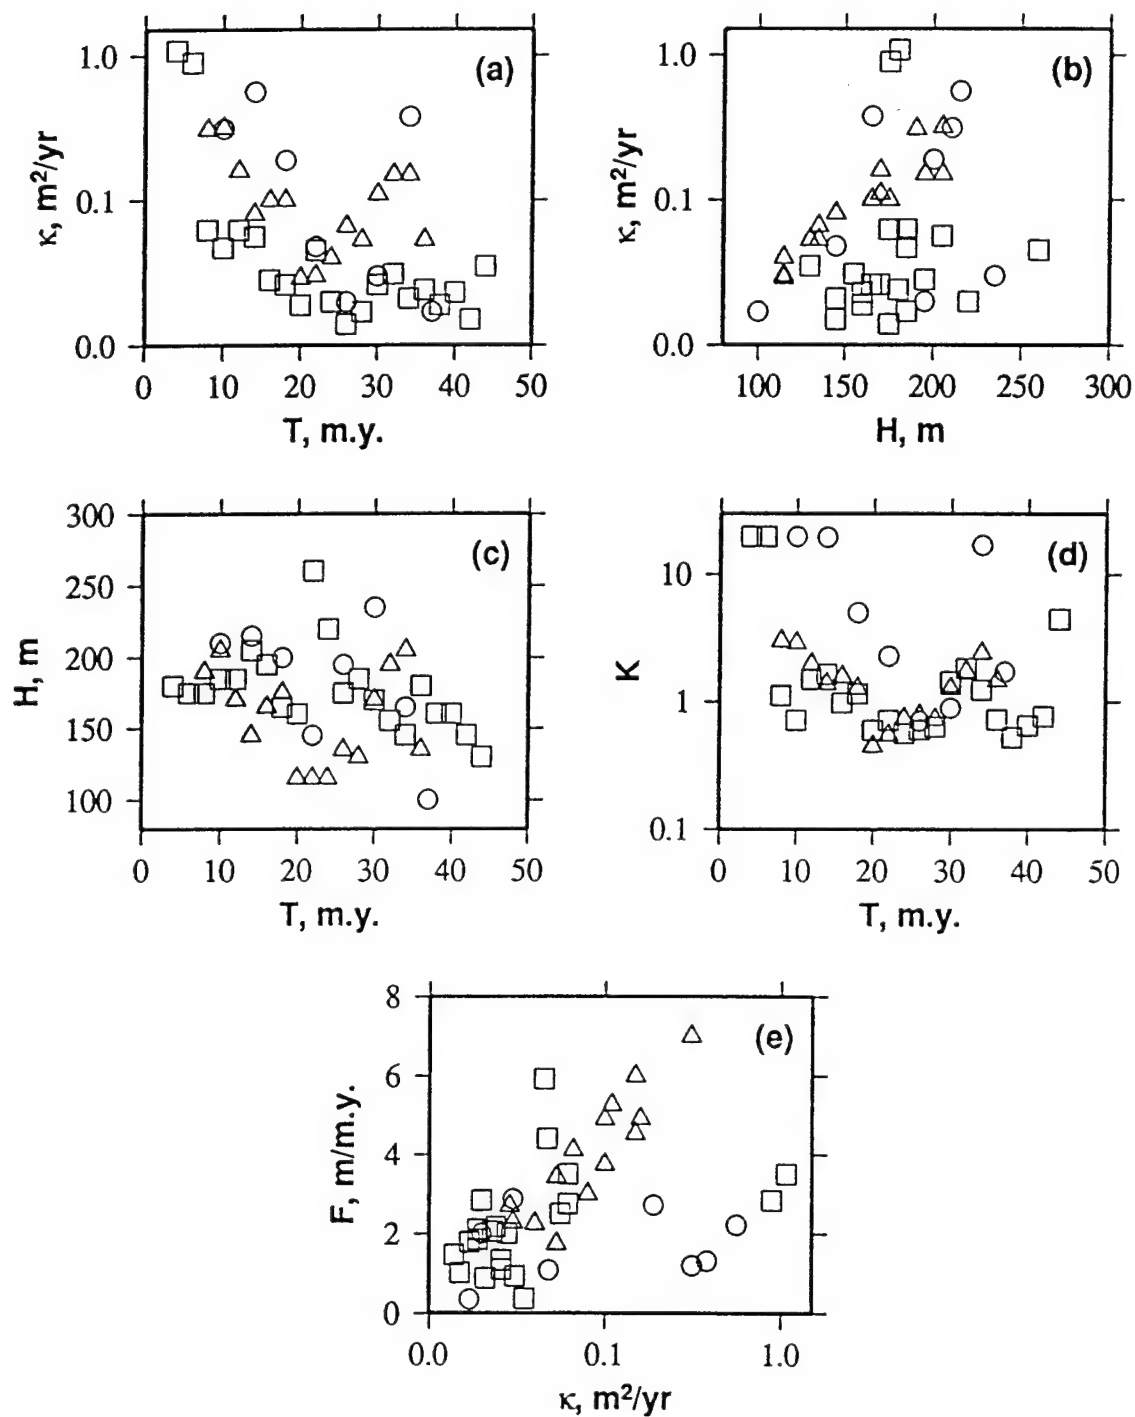 (a)
1.0
0.1
0.0
κ, m²/yr
0 10 20 30 40 50
T, m.y.
(b)
1.0
0.1
0.0
κ, m²/yr
100 150 200 250 300
H, m
(c)
300
250
200
150
100
H, m
0 10 20 30 40 50
T, m.y.
(d)
10
1
0.1
K
0 10 20 30 40 50
T, m.y.
(e)
8
6
4
2
0
F, m/m.y.
0.0 0.1 1.0
κ, m²/yr